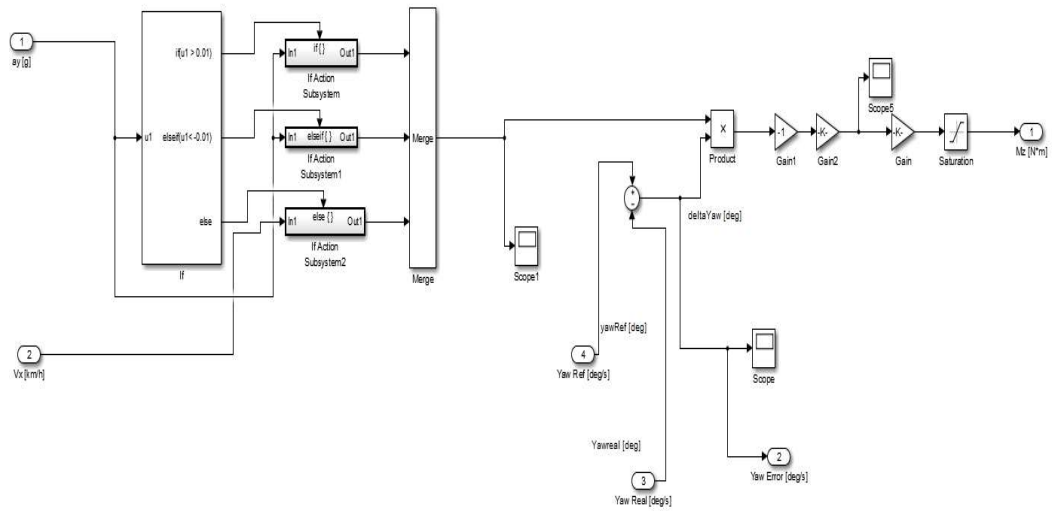 1
ay [g]
if(u1 > 0.01)
u1
elseif(u1< -0.01)
else
If
In1
if { }
Out1
If Action
Subsystem
In1
elseif { }
Out1
If Action
Subsystem1
In1
else { }
Out1
If Action
Subsystem2
Merge
Merge
Scope1
2
Vx [km/h]
X
Product
-1
Gain1
-K-
Gain2
Scope5
-K-
Gain
Saturation
1
Mz [N*m]
+
−
deltaYaw [deg]
yawRef [deg]
4
Yaw Ref [deg/s]
Scope
Yawreal [deg]
3
Yaw Real [deg/s]
2
Yaw Error [deg/s]